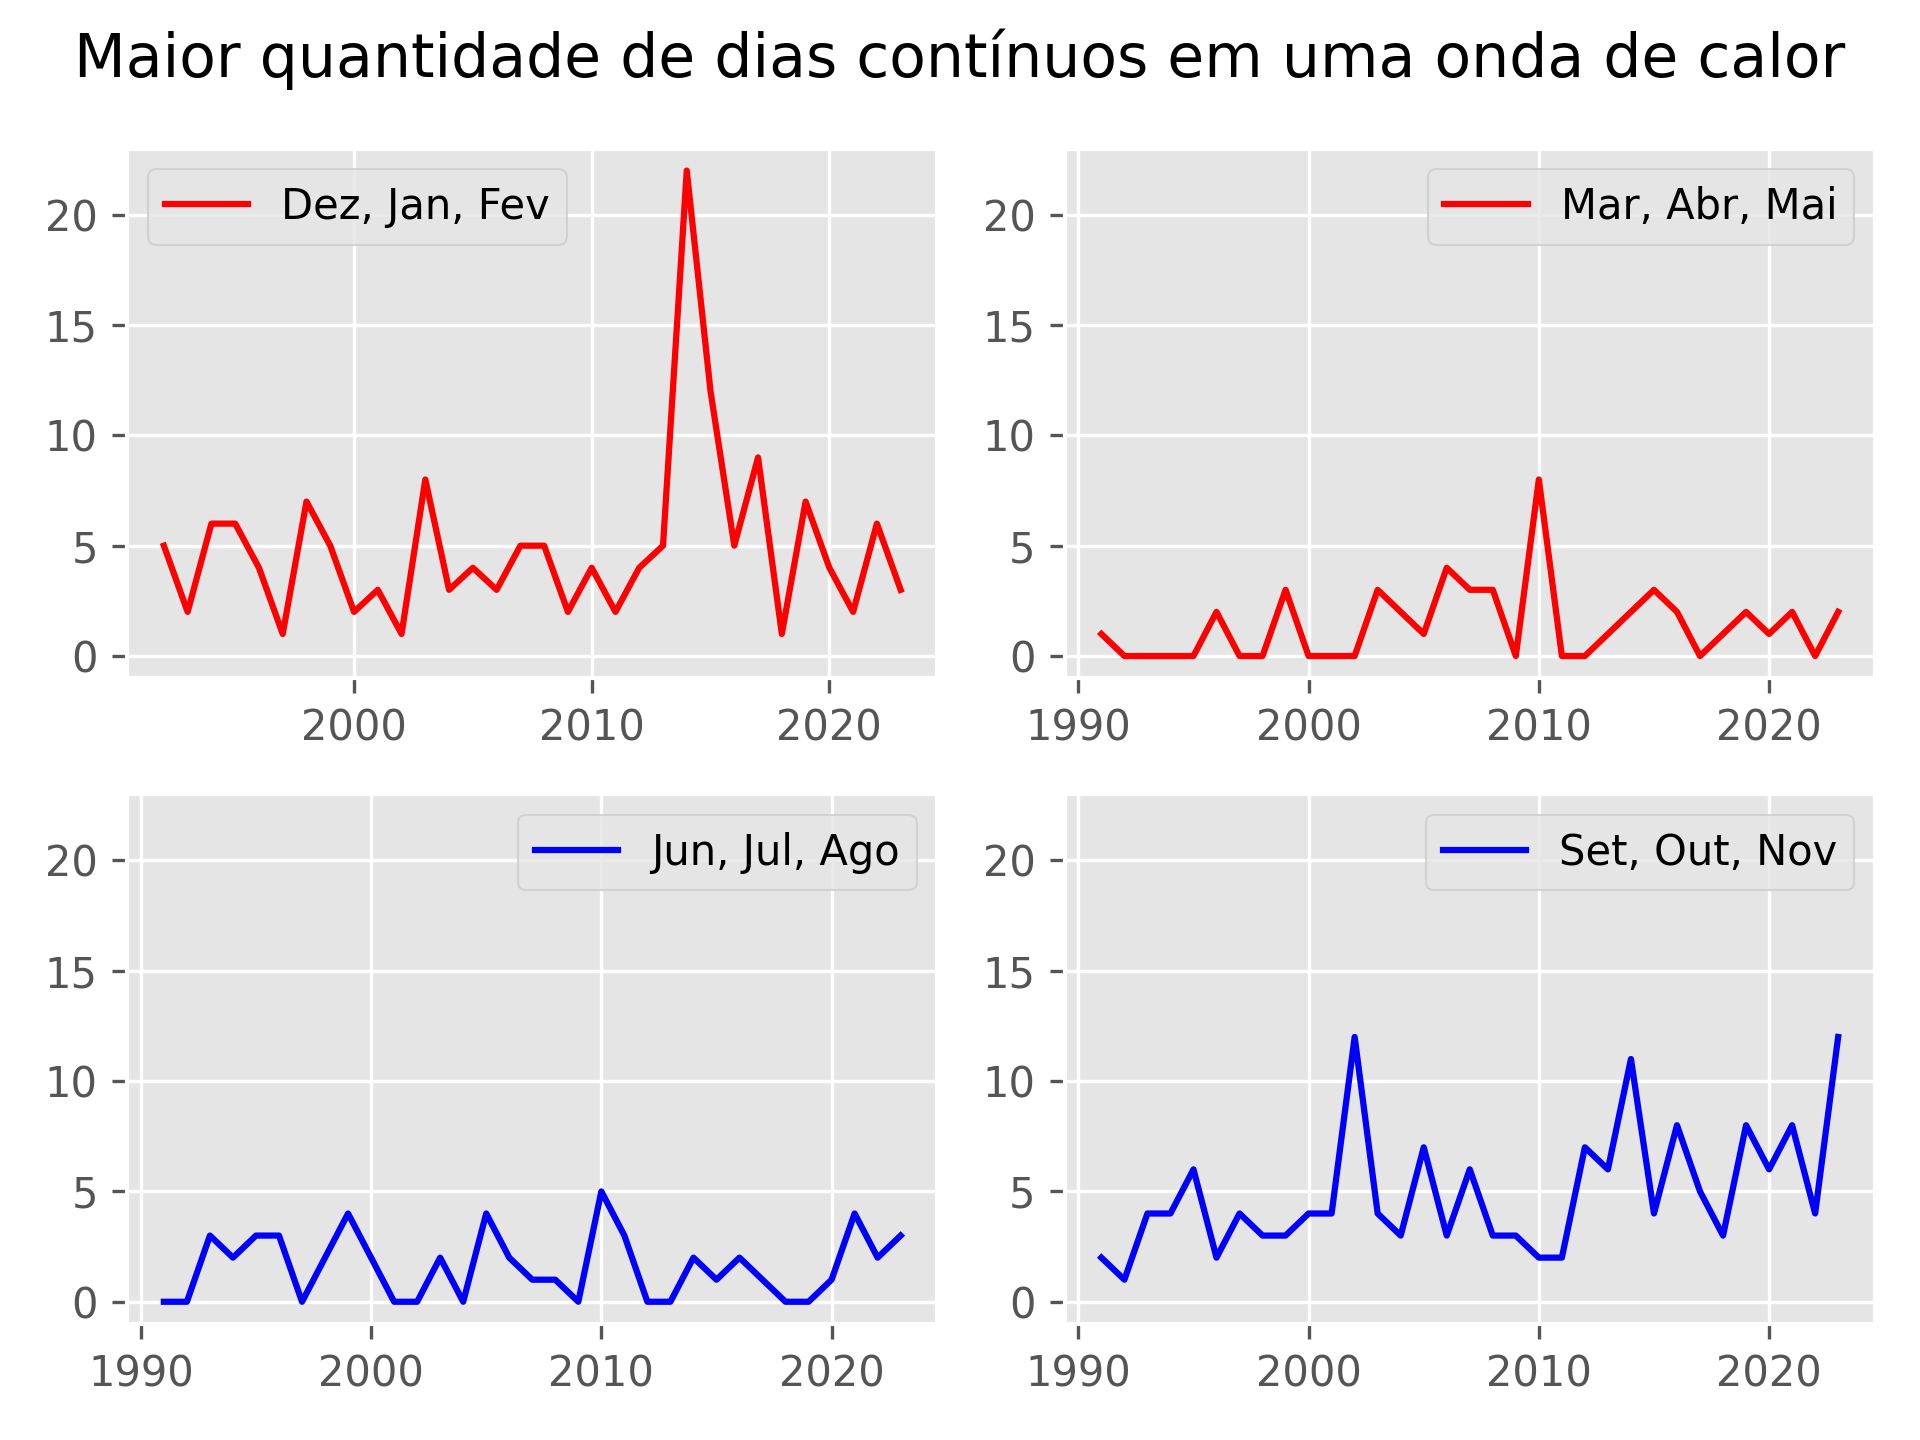 Maior quantidade de dias contínuos em uma onda de calor
Dez, Jan, Fev
20
15
10
5
0
2000 2010 2020
Mar, Abr, Mai
20
15
10
5
0
1990 2000 2010 2020
Jun, Jul, Ago
20
15
10
5
0
1990 2000 2010 2020
Set, Out, Nov
20
15
10
5
0
1990 2000 2010 2020